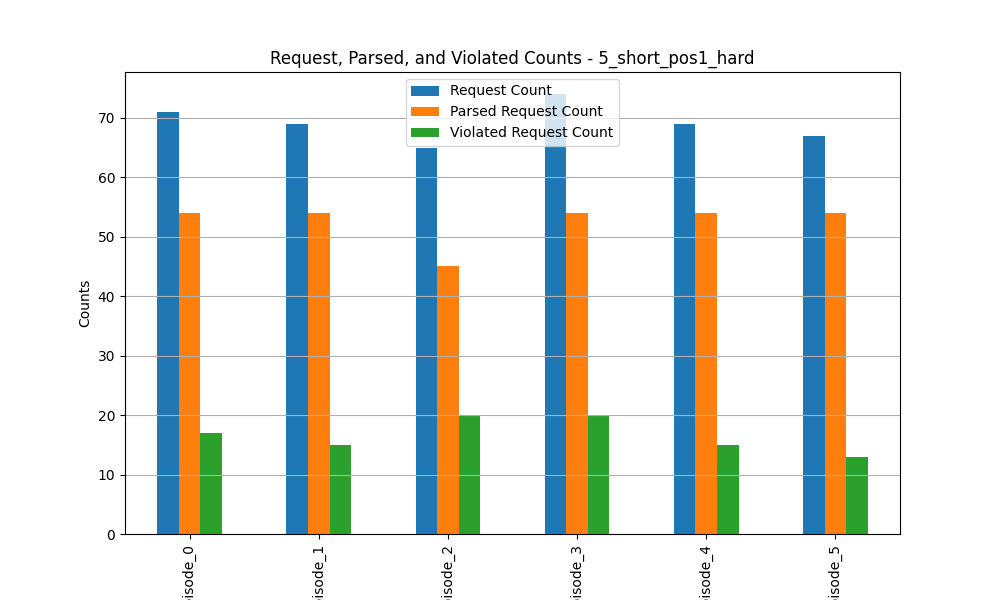 Request, Parsed, and Violated Counts - 5_short_pos1_hard
Request Count
Parsed Request Count
Violated Request Count
Counts
70
60
50
40
30
20
10
0
isode_0
isode_1
isode_2
isode_3
isode_4
isode_5